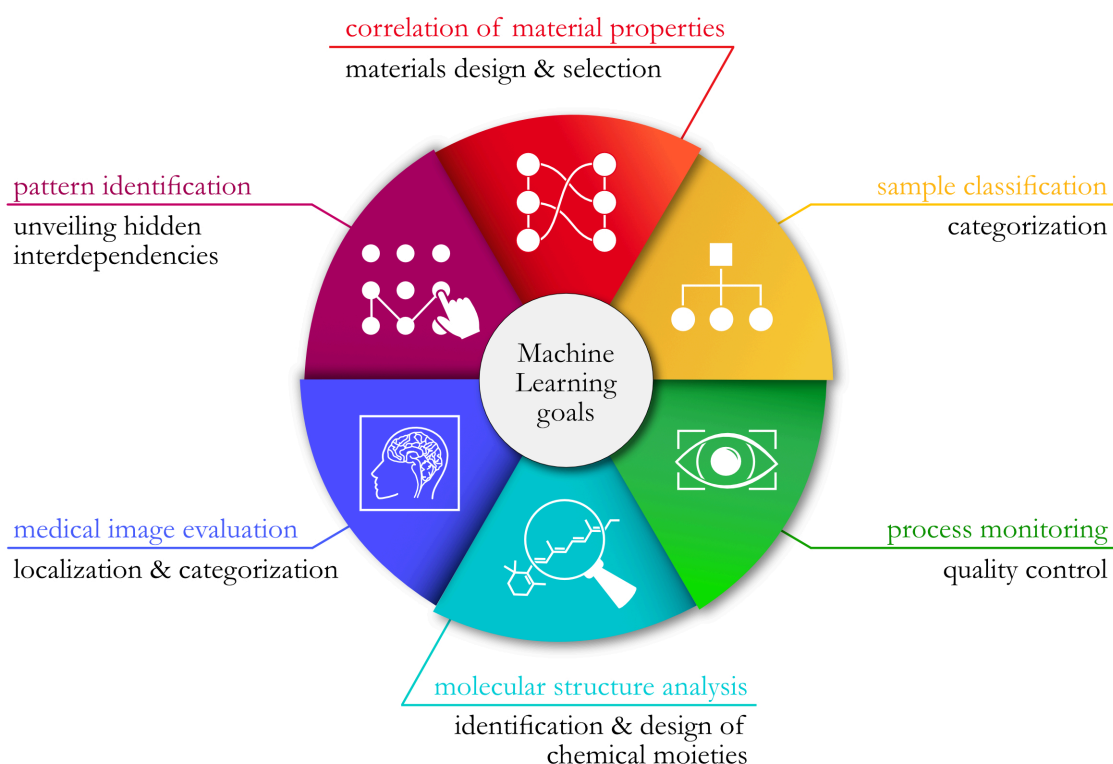 correlation of material properties
materials design & selection
pattern identification
unveiling hidden
interdependencies
sample classification
categorization
Machine
Learning
goals
medical image evaluation
localization & categorization
process monitoring
quality control
molecular structure analysis
identification & design of
chemical moieties